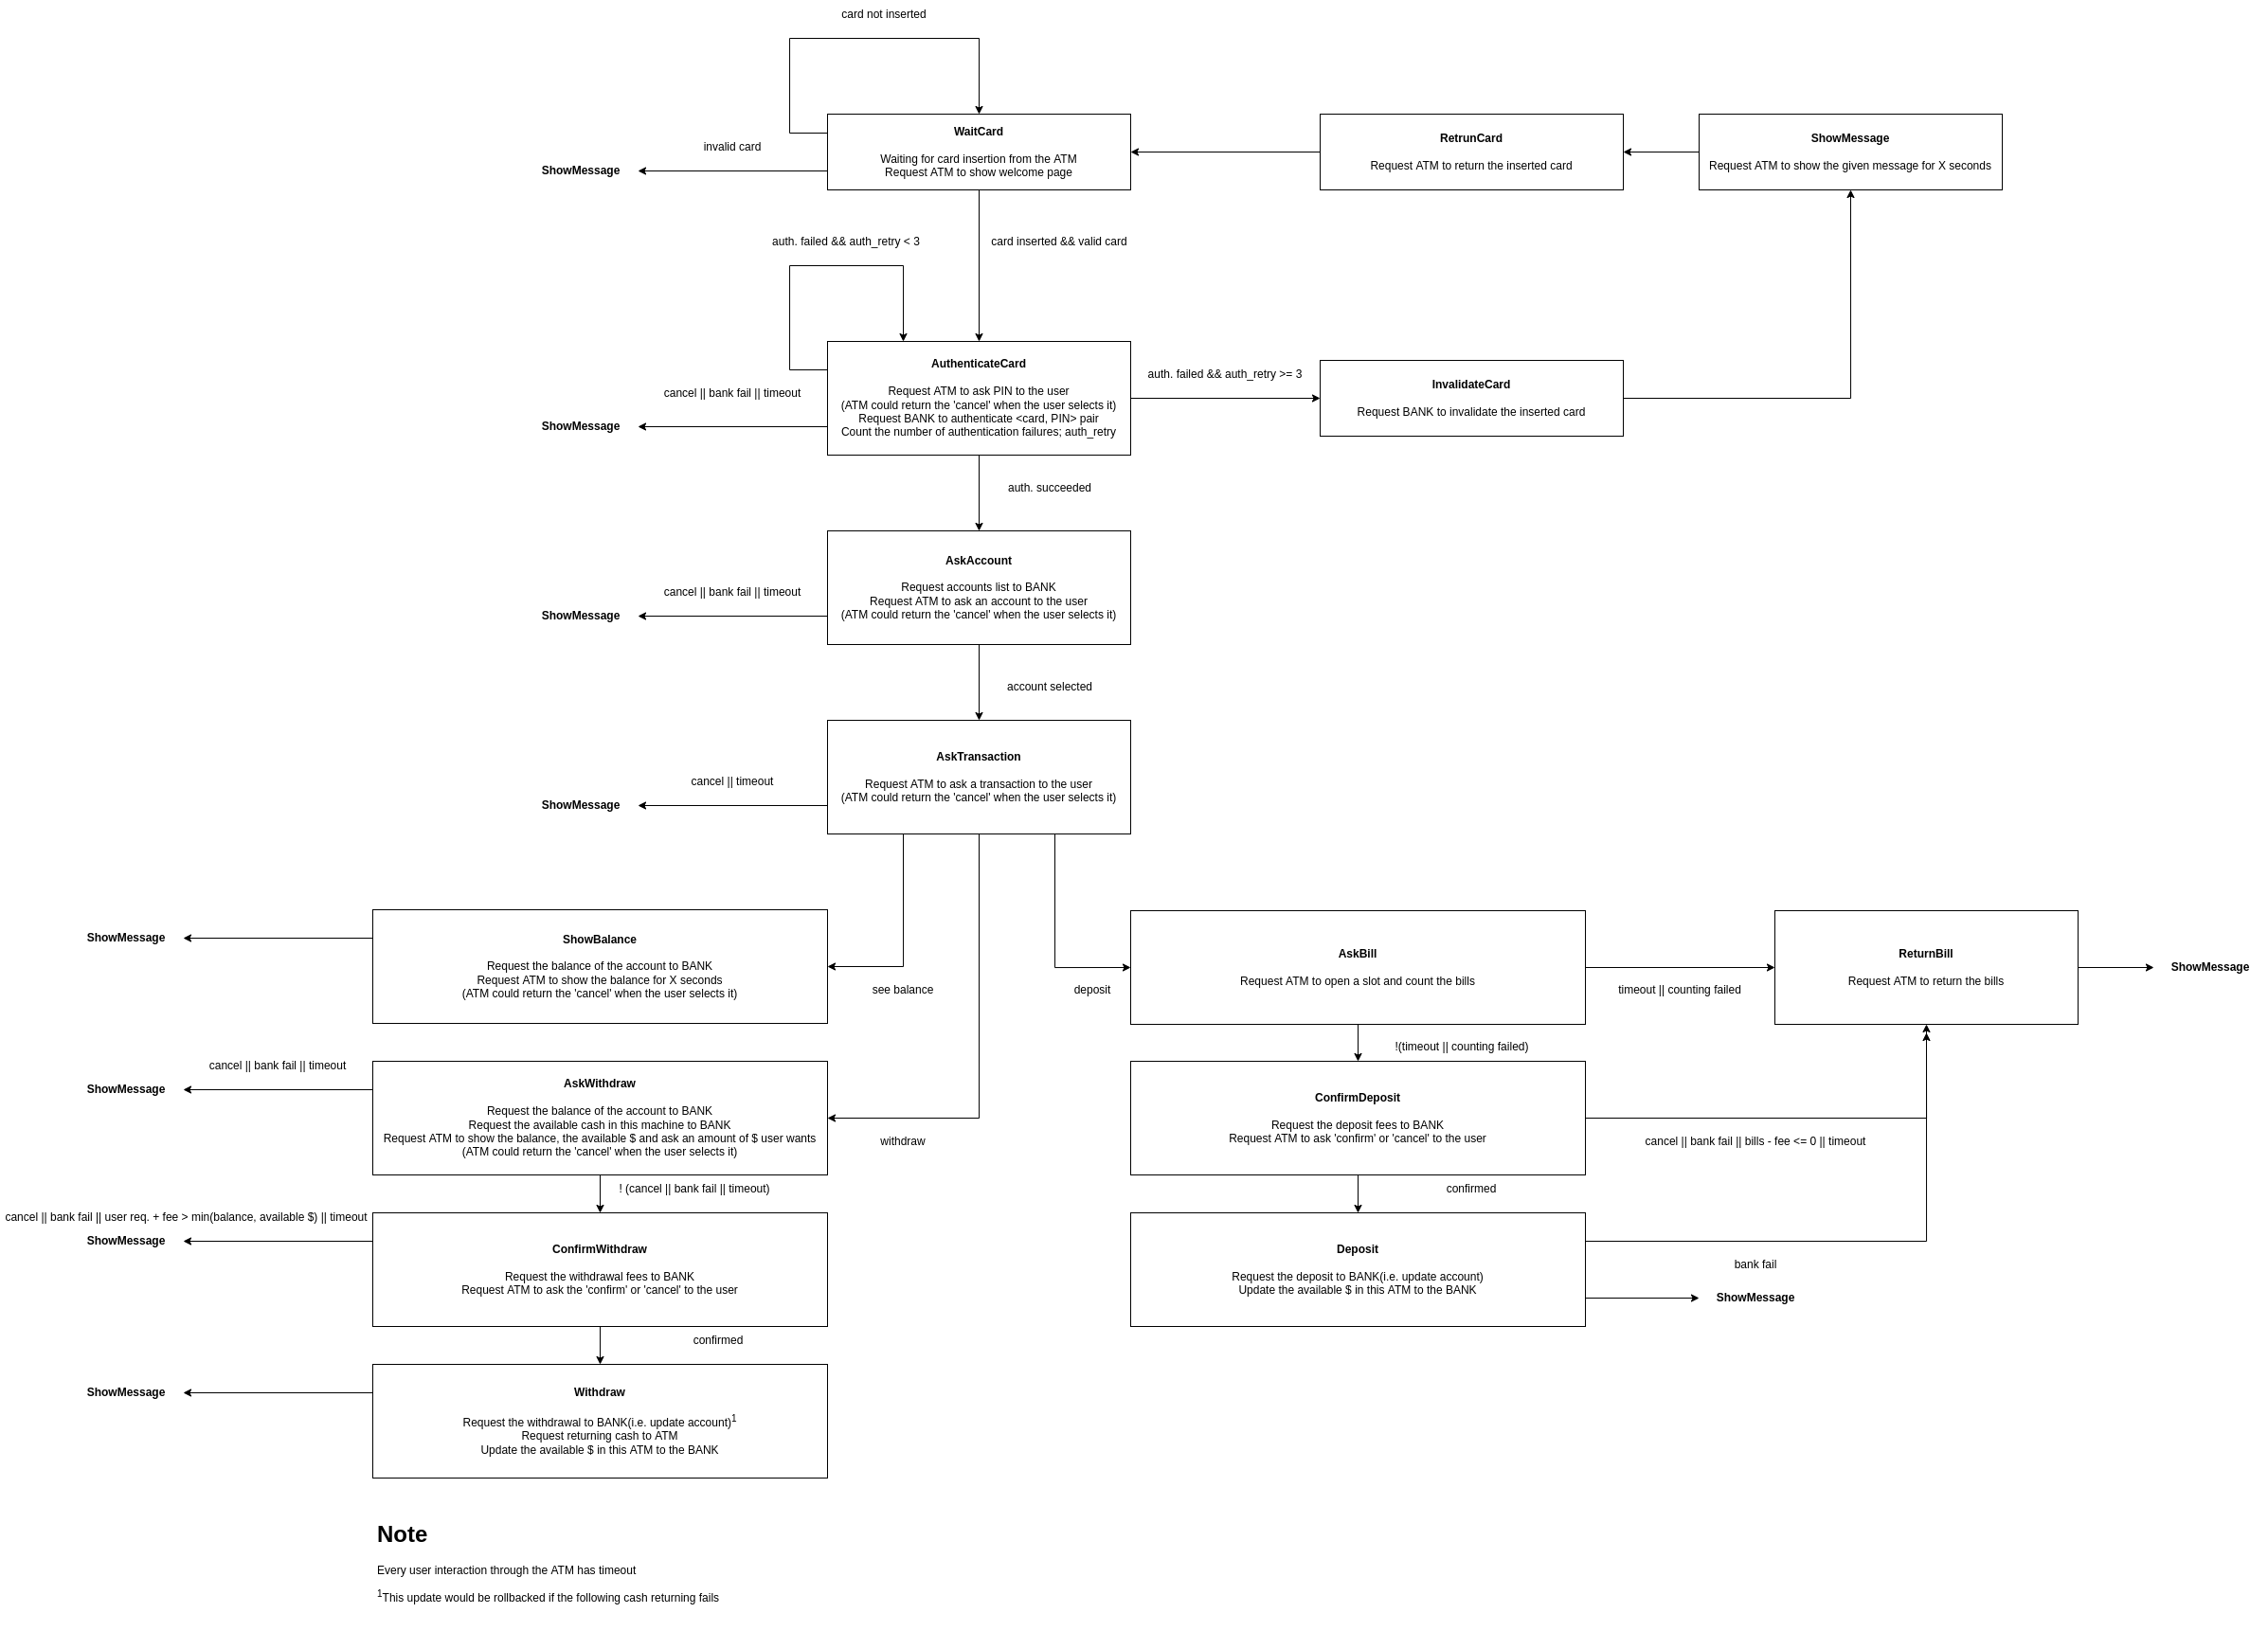 card not inserted
WaitCard
Waiting for card insertion from the ATM
Request ATM to show welcome page
RetrunCard
Request ATM to return the inserted card
ShowMessage
Request ATM to show the given message for X seconds
invalid card
ShowMessage
auth. failed && auth_retry < 3
card inserted && valid card
AuthenticateCard
Request ATM to ask PIN to the user
(ATM could return the 'cancel' when the user selects it)
Request BANK to authenticate <card, PIN> pair
Count the number of authentication failures; auth_retry
auth. failed && auth_retry >= 3
InvalidateCard
Request BANK to invalidate the inserted card
cancel || bank fail || timeout
ShowMessage
auth. succeeded
AskAccount
Request accounts list to BANK
Request ATM to ask an account to the user
(ATM could return the 'cancel' when the user selects it)
cancel || bank fail || timeout
ShowMessage
account selected
AskTransaction
Request ATM to ask a transaction to the user
(ATM could return the 'cancel' when the user selects it)
cancel || timeout
ShowMessage
ShowMessage
ShowBalance
Request the balance of the account to BANK
Request ATM to show the balance for X seconds
(ATM could return the 'cancel' when the user selects it)
see balance
deposit
AskBill
Request ATM to open a slot and count the bills
timeout || counting failed
ReturnBill
Request ATM to return the bills
ShowMessage
!(timeout || counting failed)
cancel || bank fail || timeout
ShowMessage
AskWithdraw
Request the balance of the account to BANK
Request the available cash in this machine to BANK
Request ATM to show the balance, the available $ and ask an amount of $ user wants
(ATM could return the 'cancel' when the user selects it)
withdraw
ConfirmDeposit
Request the deposit fees to BANK
Request ATM to ask 'confirm' or 'cancel' to the user
cancel || bank fail || bills - fee <= 0 || timeout
! (cancel || bank fail || timeout)
confirmed
cancel || bank fail || user req. + fee > min(balance, available $) || timeout
ShowMessage
ConfirmWithdraw
Request the withdrawal fees to BANK
Request ATM to ask the 'confirm' or 'cancel' to the user
Deposit
Request the deposit to BANK(i.e. update account)
Update the available $ in this ATM to the BANK
bank fail
ShowMessage
confirmed
ShowMessage
Withdraw
Request the withdrawal to BANK(i.e. update account)1
Request returning cash to ATM
Update the available $ in this ATM to the BANK
Note
Every user interaction through the ATM has timeout
1This update would be rollbacked if the following cash returning fails